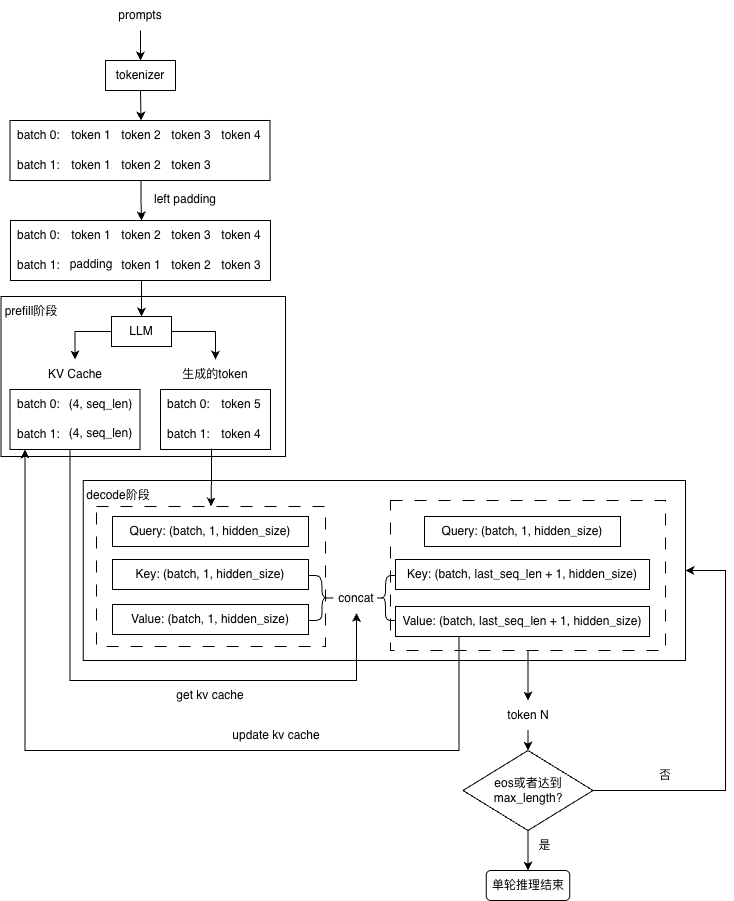 prompts
tokenizer
batch 0: token 1 token 2 token 3 token 4
batch 1: token 1 token 2 token 3
left padding
batch 0: token 1 token 2 token 3 token 4
batch 1: padding token 1 token 2 token 3
prefill阶段
LLM
KV Cache 生成的token
batch 0: (4, seq_len) batch 0: token 5
batch 1: (4, seq_len) batch 1: token 4
decode阶段
Query: (batch, 1, hidden_size) Query: (batch, 1, hidden_size)
Key: (batch, 1, hidden_size) Key: (batch, last_seq_len + 1, hidden_size)
concat
Value: (batch, 1, hidden_size) Value: (batch, last_seq_len + 1, hidden_size)
get kv cache
token N
update kv cache
否
eos或者达到
max_length?
是
单轮推理结束